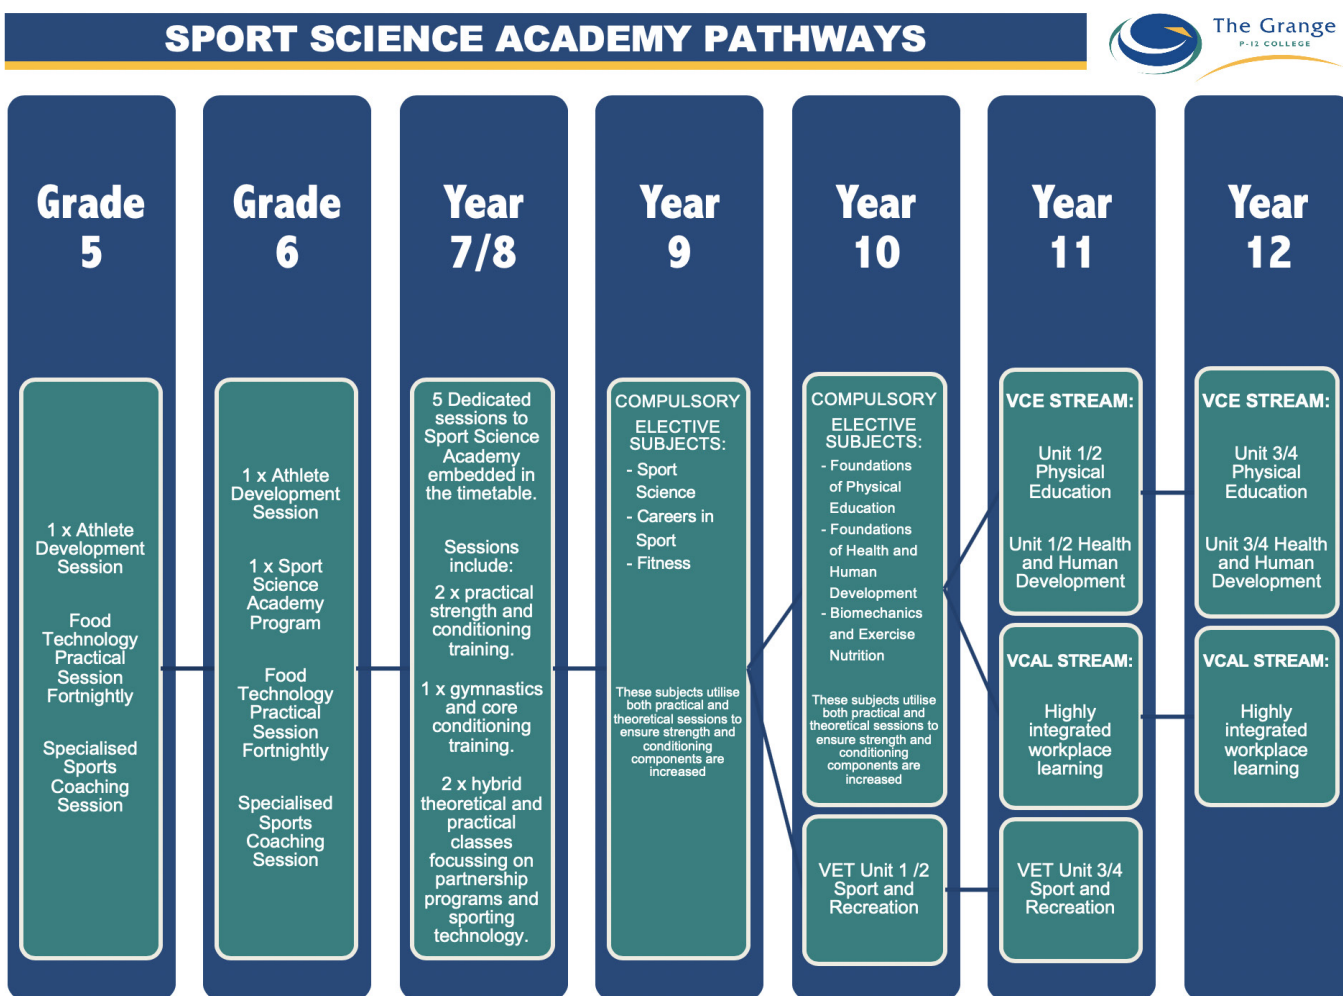 SPORT SCIENCE ACADEMY PATHWAYS
The Grange
P-12 COLLEGE
Grade
5
1 x Athlete
Development
Session
Food
Technology
Practical
Session
Fortnightly
Specialised
Sports
Coaching
Session
Grade
6
1 x Athlete
Development
Session
1 x Sport
Science
Academy
Program
Food
Technology
Practical
Session
Fortnightly
Specialised
Sports
Coaching
Session
Year
7/8
5 Dedicated
sessions to
Sport Science
Academy
embedded in
the timetable.
Sessions
include:
2 x practical
strength and
conditioning
training.
1 x gymnastics
and core
conditioning
training.
2 x hybrid
theoretical and
practical
classes
focussing on
partnership
programs and
sporting
technology.
Year
9
COMPULSORY
ELECTIVE
SUBJECTS:
- Sport
Science
- Careers in
Sport
- Fitness
These subjects utilise
both practical and
theoretical sessions to
ensure strength and
conditioning
components are
increased
Year
10
COMPULSORY
ELECTIVE
SUBJECTS:
- Foundations
of Physical
Education
- Foundations
of Health and
Human
Development
- Biomechanics
and Exercise
Nutrition
These subjects utilise
both practical and
theoretical sessions to
ensure strength and
conditioning
components are
increased
VET Unit 1 /2
Sport and
Recreation
Year
11
VCE STREAM:
Unit 1/2
Physical
Education
Unit 1/2 Health
and Human
Development
VCAL STREAM:
Highly
integrated
workplace
learning
VET Unit 3/4
Sport and
Recreation
Year
12
VCE STREAM:
Unit 3/4
Physical
Education
Unit 3/4 Health
and Human
Development
VCAL STREAM:
Highly
integrated
workplace
learning